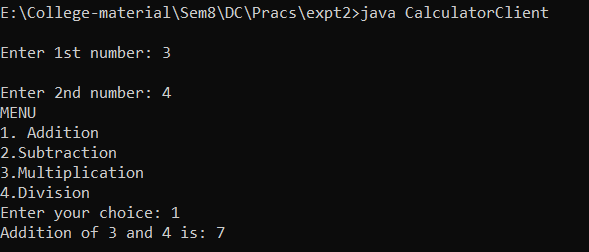 E:\College-material\Sem8\DC\Pracs\expt2>java CalculatorClient
Enter 1st number: 3
Enter 2nd number: 4
MENU
1. Addition
2.Subtraction
3.Multiplication
4.Division
Enter your choice: 1
Addition of 3 and 4 is: 7